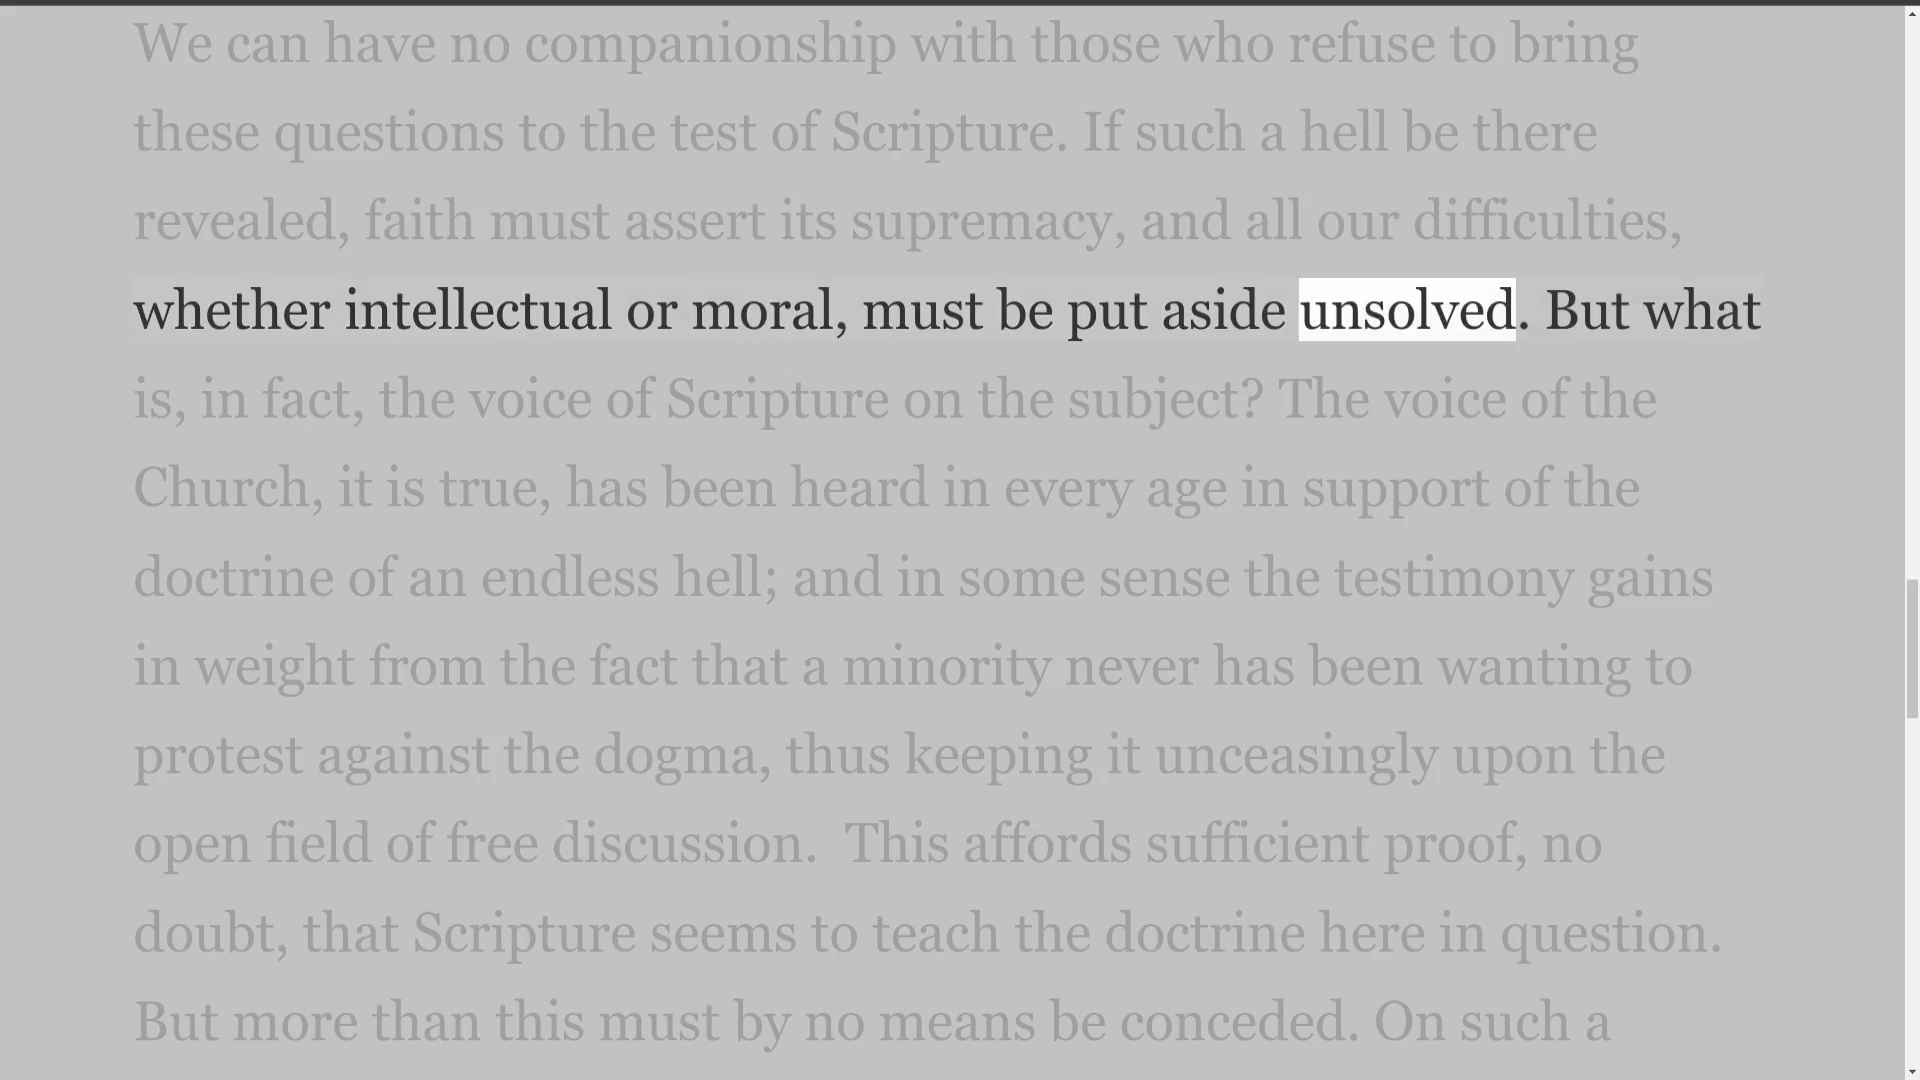 We can have no companionship with those who refuse to bring
these questions to the test of Scripture. If such a hell be there
revealed, faith must assert its supremacy, and all our difficulties,
whether intellectual or moral, must be put aside unsolved. But what
is, in fact, the voice of Scripture on the subject? The voice of the
Church, it is true, has been heard in every age in support of the
doctrine of an endless hell; and in some sense the testimony gains
in weight from the fact that a minority never has been wanting to
protest against the dogma, thus keeping it unceasingly upon the
open field of free discussion.  This affords sufficient proof, no
doubt, that Scripture seems to teach the doctrine here in question.
But more than this must by no means be conceded. On such a